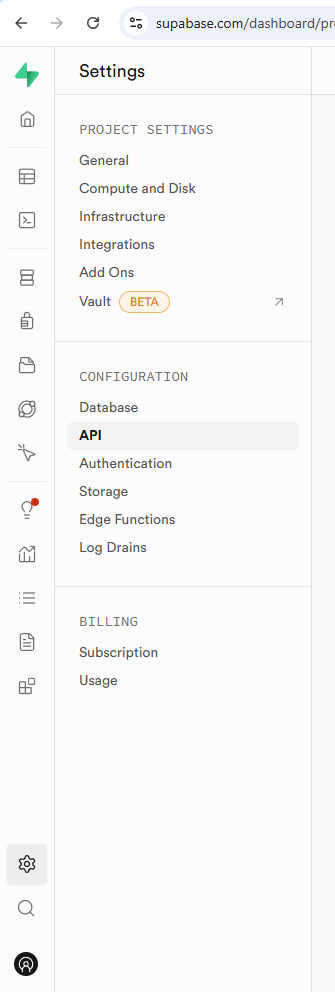 supabase.com/dashboard/pr
Settings
PROJECT SETTINGS
General
Compute and Disk
Infrastructure
Integrations
Add Ons
Vault BETA
CONFIGURATION
Database
API
Authentication
Storage
Edge Functions
Log Drains
BILLING
Subscription
Usage